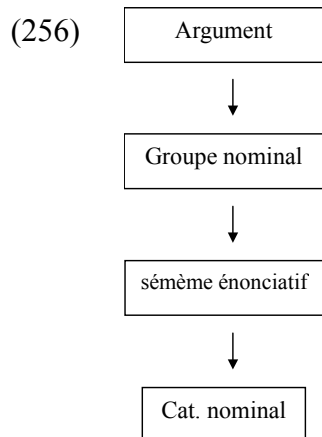 (256) Argument
Groupe nominal
sémème énonciatif
Cat. nominal